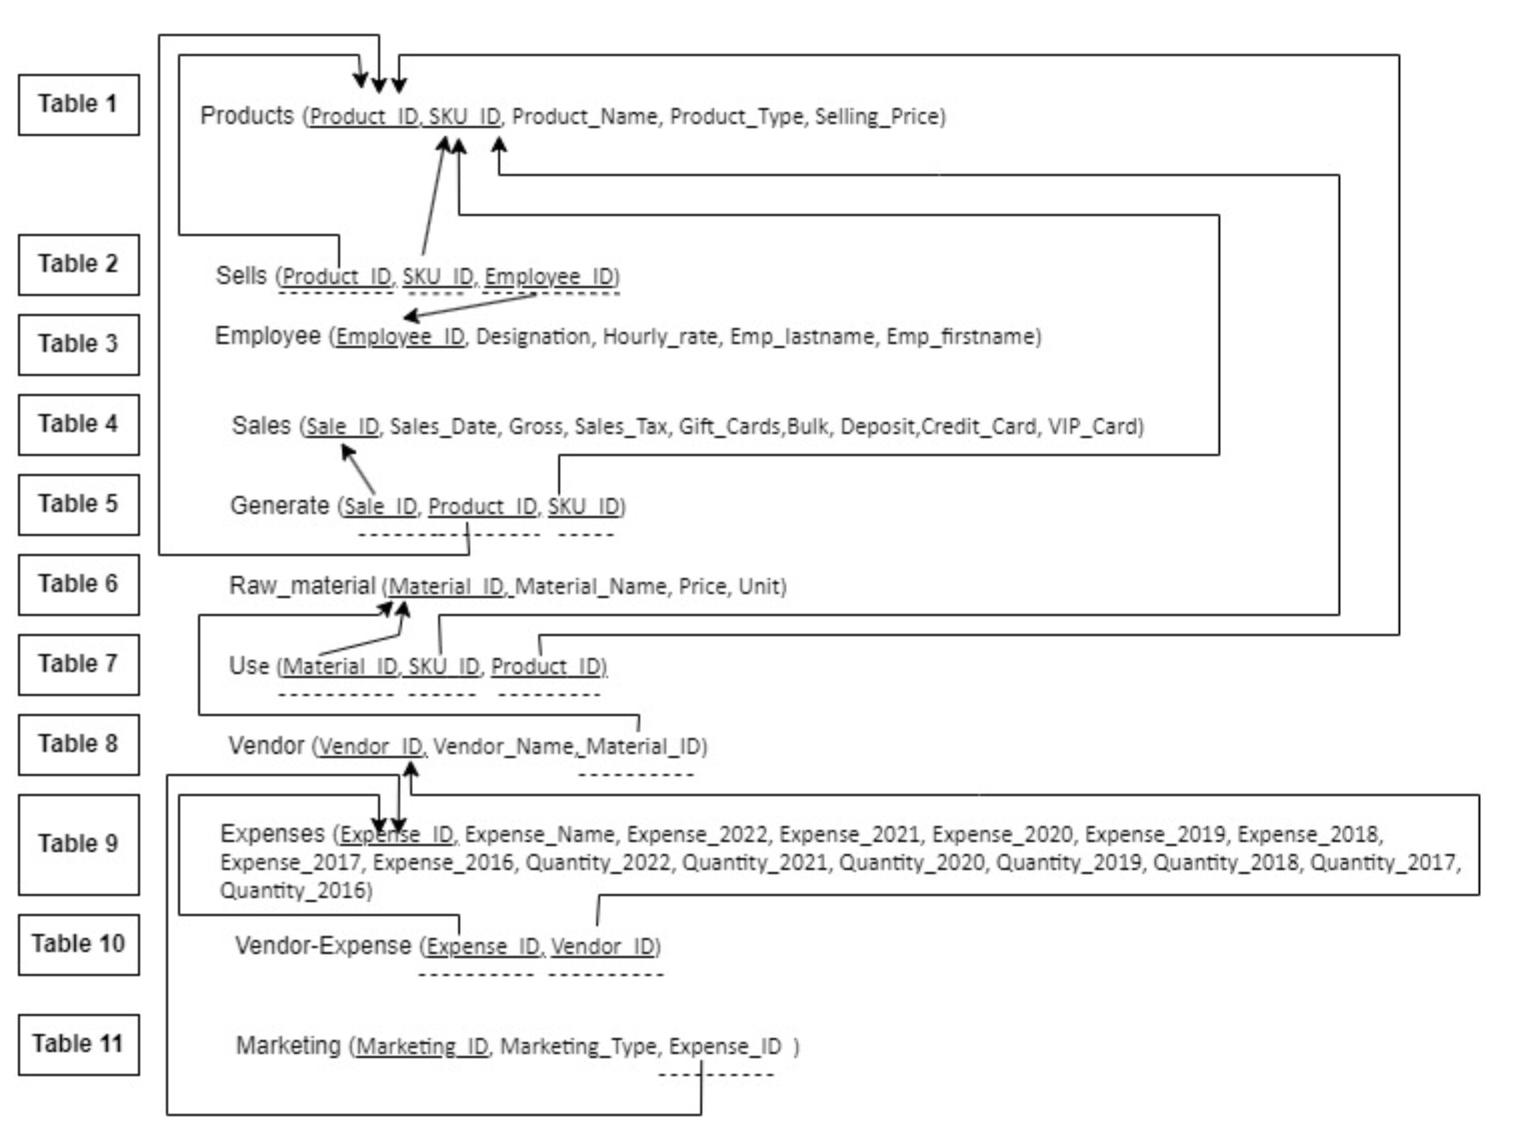 Table 1
Products (Product_ID, SKU_ID, Product_Name, Product_Type, Selling_Price)
Table 2
Sells (Product_ID, SKU_ID, Employee_ID)
Table 3
Employee (Employee_ID, Designation, Hourly_rate, Emp_lastname, Emp_firstname)
Table 4
Sales (Sale_ID, Sales_Date, Gross, Sales_Tax, Gift_Cards,Bulk, Deposit,Credit_Card, VIP_Card)
Table 5
Generate (Sale_ID, Product_ID, SKU_ID)
Table 6
Raw_material (Material_ID, Material_Name, Price, Unit)
Table 7
Use (Material_ID, SKU_ID, Product_ID)
Table 8
Vendor (Vendor_ID, Vendor_Name, Material_ID)
Table 9
Expenses (Expense_ID, Expense_Name, Expense_2022, Expense_2021, Expense_2020, Expense_2019, Expense_2018,
Expense_2017, Expense_2016, Quantity_2022, Quantity_2021, Quantity_2020, Quantity_2019, Quantity_2018, Quantity_2017,
Quantity_2016)
Table 10
Vendor-Expense (Expense_ID, Vendor_ID)
Table 11
Marketing (Marketing_ID, Marketing_Type, Expense_ID )